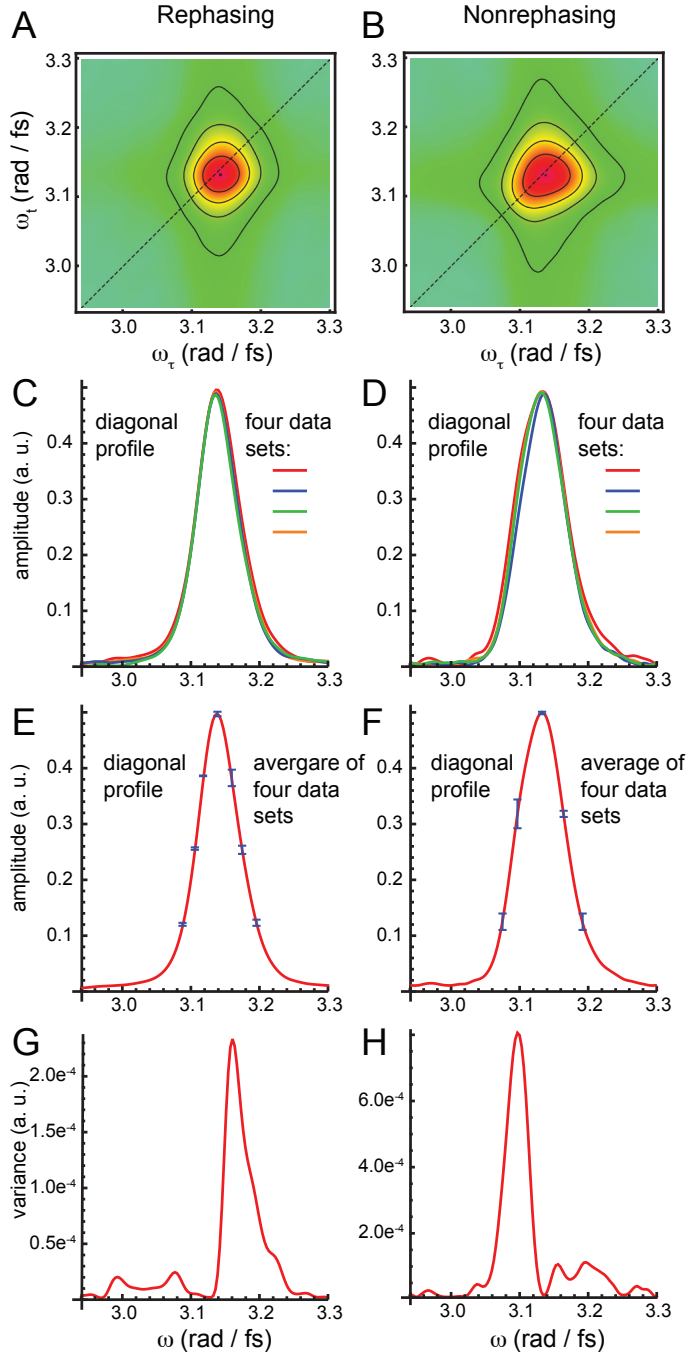 Rephasing
Nonrephasing
A
B
3.3
3.2
3.1
3.0
ω_t (rad / fs)
3.3
3.2
3.1
3.0
3.0 3.1 3.2 3.3
ω_τ (rad / fs)
3.0 3.1 3.2 3.3
ω_τ (rad / fs)
C
diagonal
profile
four data
sets:
amplitude (a. u.)
0.4
0.3
0.2
0.1
3.0 3.1 3.2 3.3
D
diagonal
profile
four data
sets:
0.4
0.3
0.2
0.1
3.0 3.1 3.2 3.3
E
diagonal
profile
avergare of
four data
sets
amplitude (a. u.)
0.4
0.3
0.2
0.1
3.0 3.1 3.2 3.3
F
diagonal
profile
average of
four data
sets
0.4
0.3
0.2
0.1
3.0 3.1 3.2 3.3
G
variance (a. u.)
2.0e⁻⁴
1.5e⁻⁴
1.0e⁻⁴
0.5e⁻⁴
3.0 3.1 3.2 3.3
ω (rad / fs)
H
6.0e⁻⁴
4.0e⁻⁴
2.0e⁻⁴
3.0 3.1 3.2 3.3
ω (rad / fs)